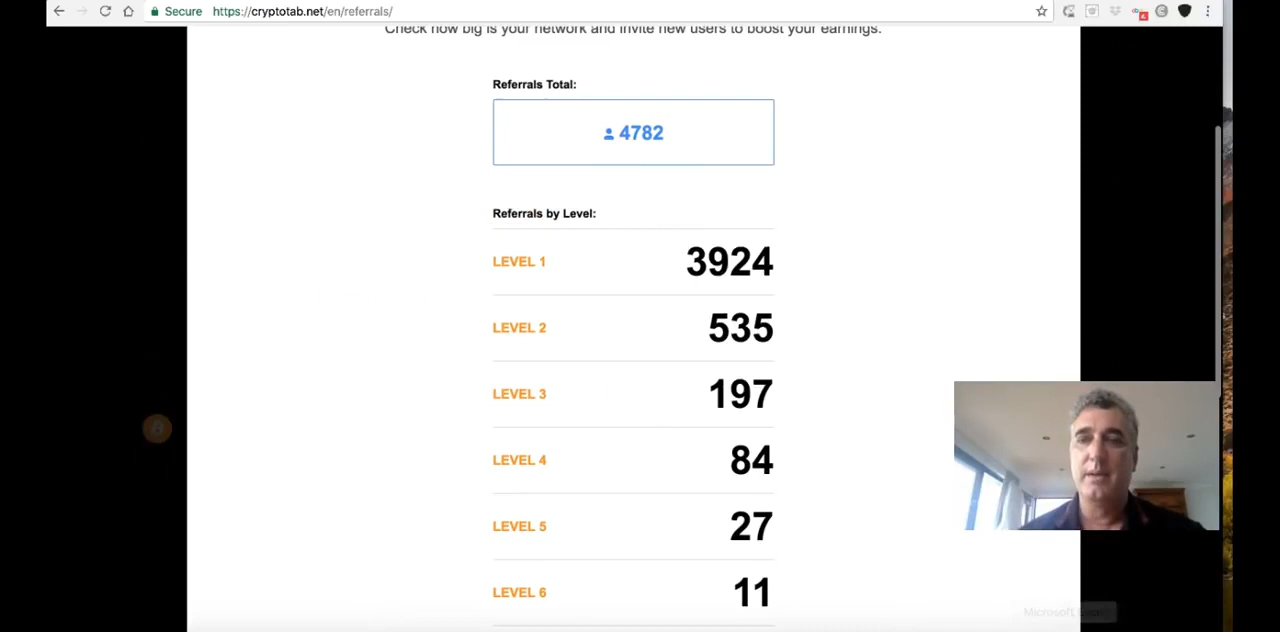 Secure https://cryptotab.net/en/referrals/
Check how big is your network and invite new users to boost your earnings.
Referrals Total:
4782
Referrals by Level:
LEVEL 1 3924
LEVEL 2 535
LEVEL 3 197
LEVEL 4 84
LEVEL 5 27
LEVEL 6 11
Microsoft